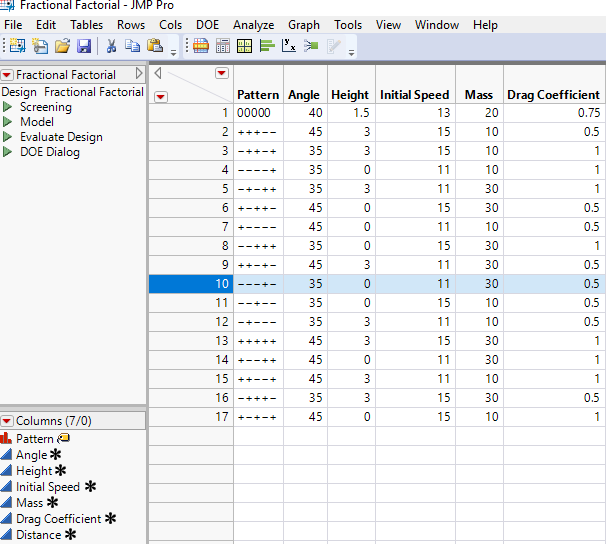 Fractional Factorial - JMP Pro
File Edit Tables Rows Cols DOE Analyze Graph Tools View Window Help
Fractional Factorial
Design Fractional Factorial
Screening
Model
Evaluate Design
DOE Dialog
Columns (7/0)
Pattern
Angle
Height
Initial Speed
Mass
Drag Coefficient
Distance
Pattern Angle Height Initial Speed Mass Drag Coefficient
1 00000 40 1.5 13 20 0.75
2 +++−− 45 3 15 10 0.5
3 −++−+ 35 3 15 10 1
4 −−−−+ 35 0 11 10 1
5 −+−++ 35 3 11 30 1
6 +−++− 45 0 15 30 0.5
7 +−−−− 45 0 11 10 0.5
8 −−+++ 35 0 15 30 1
9 ++−+− 45 3 11 30 0.5
10 −−−+− 35 0 11 30 0.5
11 −−+−− 35 0 15 10 0.5
12 −+−−− 35 3 11 10 0.5
13 +++++ 45 3 15 30 1
14 +−−++ 45 0 11 30 1
15 ++−−+ 45 3 11 10 1
16 −+++− 35 3 15 30 0.5
17 +−+−+ 45 0 15 10 1